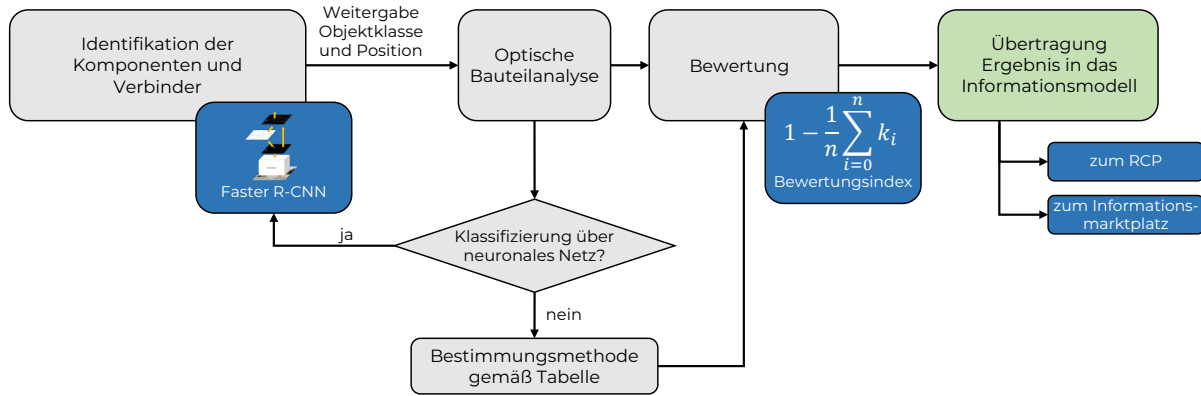 Identifikation der
Komponenten und
Verbinder
Weitergabe
Objektklasse
und Position
Optische
Bauteilanalyse
Bewertung
Übertragung
Ergebnis in das
Informationsmodell
Faster R-CNN
1 − 1/n ∑_{i=0}^{n} k_i
Bewertungsindex
zum RCP
zum Informations-
marktplatz
ja
Klassifizierung über
neuronales Netz?
nein
Bestimmungsmethode
gemäß Tabelle